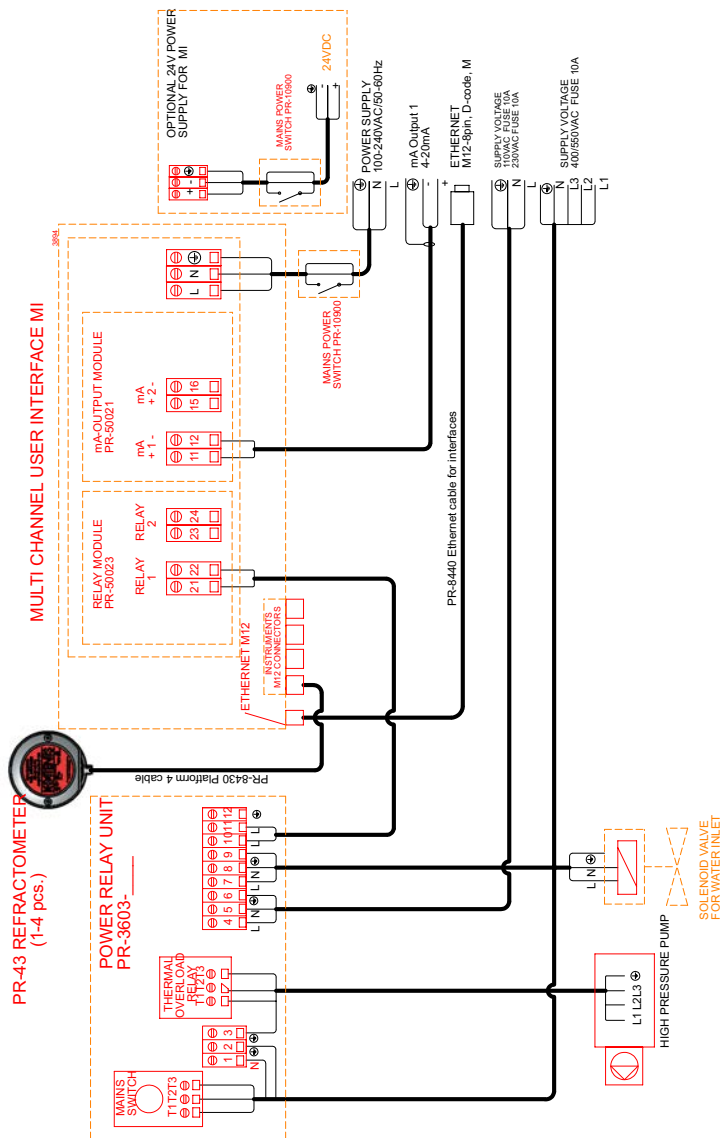 PR-43 REFRACTOMETER
(1-4 pcs.)
MULTI CHANNEL USER INTERFACE MI
3894
OPTIONAL 24V POWER
SUPPLY FOR MI
+ - ⏚
MAINS POWER
SWITCH PR-10900
24VDC
⏚
-
+
L N ⏚
MAINS POWER
SWITCH PR-10900
mA-OUTPUT MODULE
PR-50021
mA
+ 1 -
11 12
mA
+ 2 -
15 16
RELAY MODULE
PR-50023
RELAY
1
21 22
RELAY
2
23 24
ETHERNET M12
INSTRUMENTS
M12 CONNECTORS
PR-8430 Platform 4 cable
PR-8440 Ethernet cable for interfaces
POWER SUPPLY
100-240VAC/50-60Hz
⏚
N
L
mA Output 1
4-20mA
⏚
-
+
ETHERNET
M12-8pin, D-code, M
SUPPLY VOLTAGE
110VAC FUSE 10A
230VAC FUSE 10A
⏚
N
L
SUPPLY VOLTAGE
400/550VAC FUSE 10A
⏚
N
L3
L2
L1
POWER RELAY UNIT
PR-3603-____
MAINS
SWITCH
T1T2T3
1 2 3
N ⏚ ⏚
THERMAL
OVERLOAD
RELAY
T1T2T3
4 5 6 7 8 9 10 11 12
L N ⏚ L N ⏚ L L ⏚
L N ⏚
SOLENOID VALVE
FOR WATER INLET
L1 L2L3 ⏚
HIGH PRESSURE PUMP